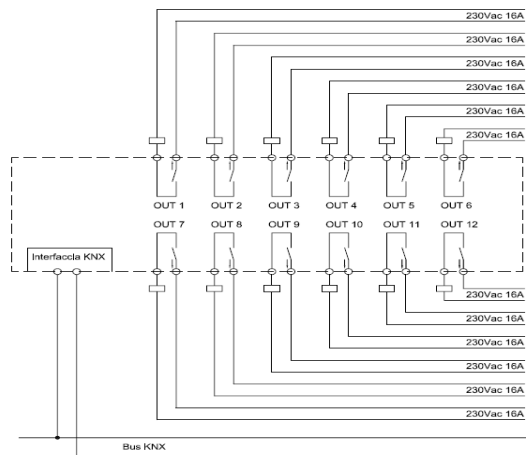 230Vac 16A
230Vac 16A
230Vac 16A
230Vac 16A
230Vac 16A
230Vac 16A
OUT 1 OUT 2 OUT 3 OUT 4 OUT 5 OUT 6
OUT 7 OUT 8 OUT 9 OUT 10 OUT 11 OUT 12
Interfaccia KNX
230Vac 16A
230Vac 16A
230Vac 16A
230Vac 16A
230Vac 16A
230Vac 16A
Bus KNX